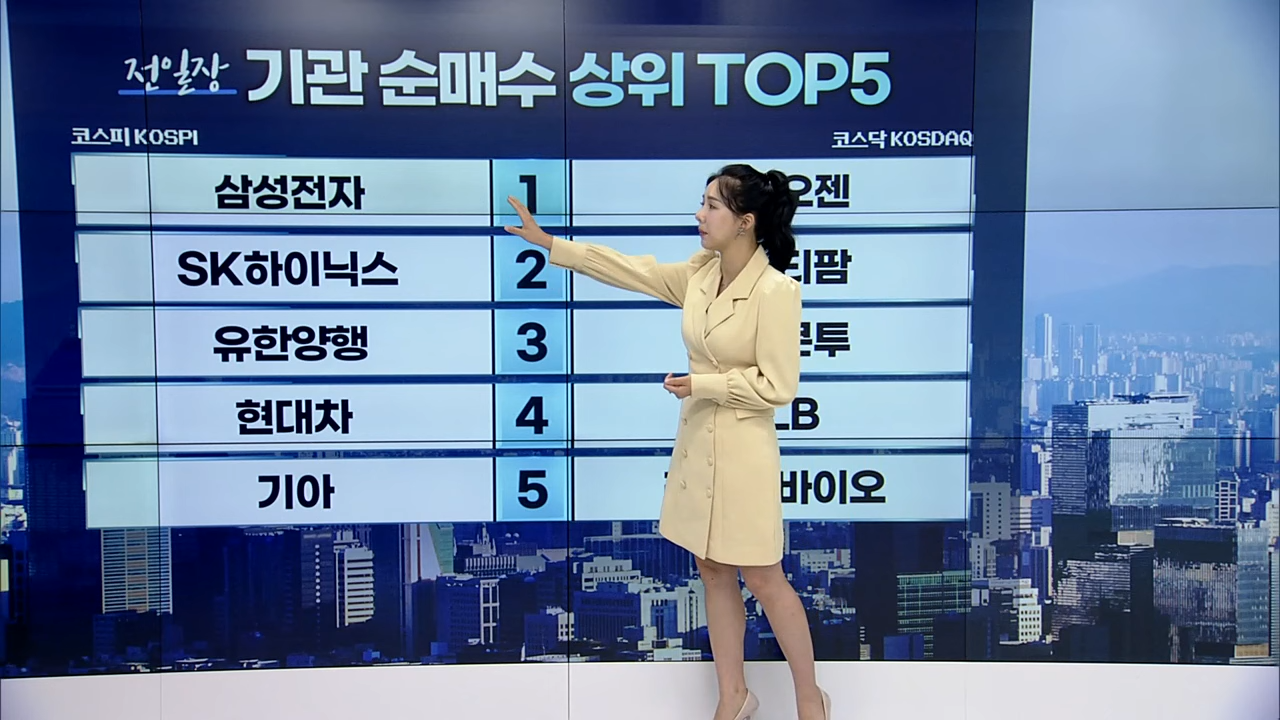 전일장 기관 순매수 상위 TOP5
코스피 KOSPI
코스닥 KOSDAQ
삼성전자 1 오젠
SK하이닉스 2 티팜
유한양행 3 투
현대차 4 B
기아 5 바이오